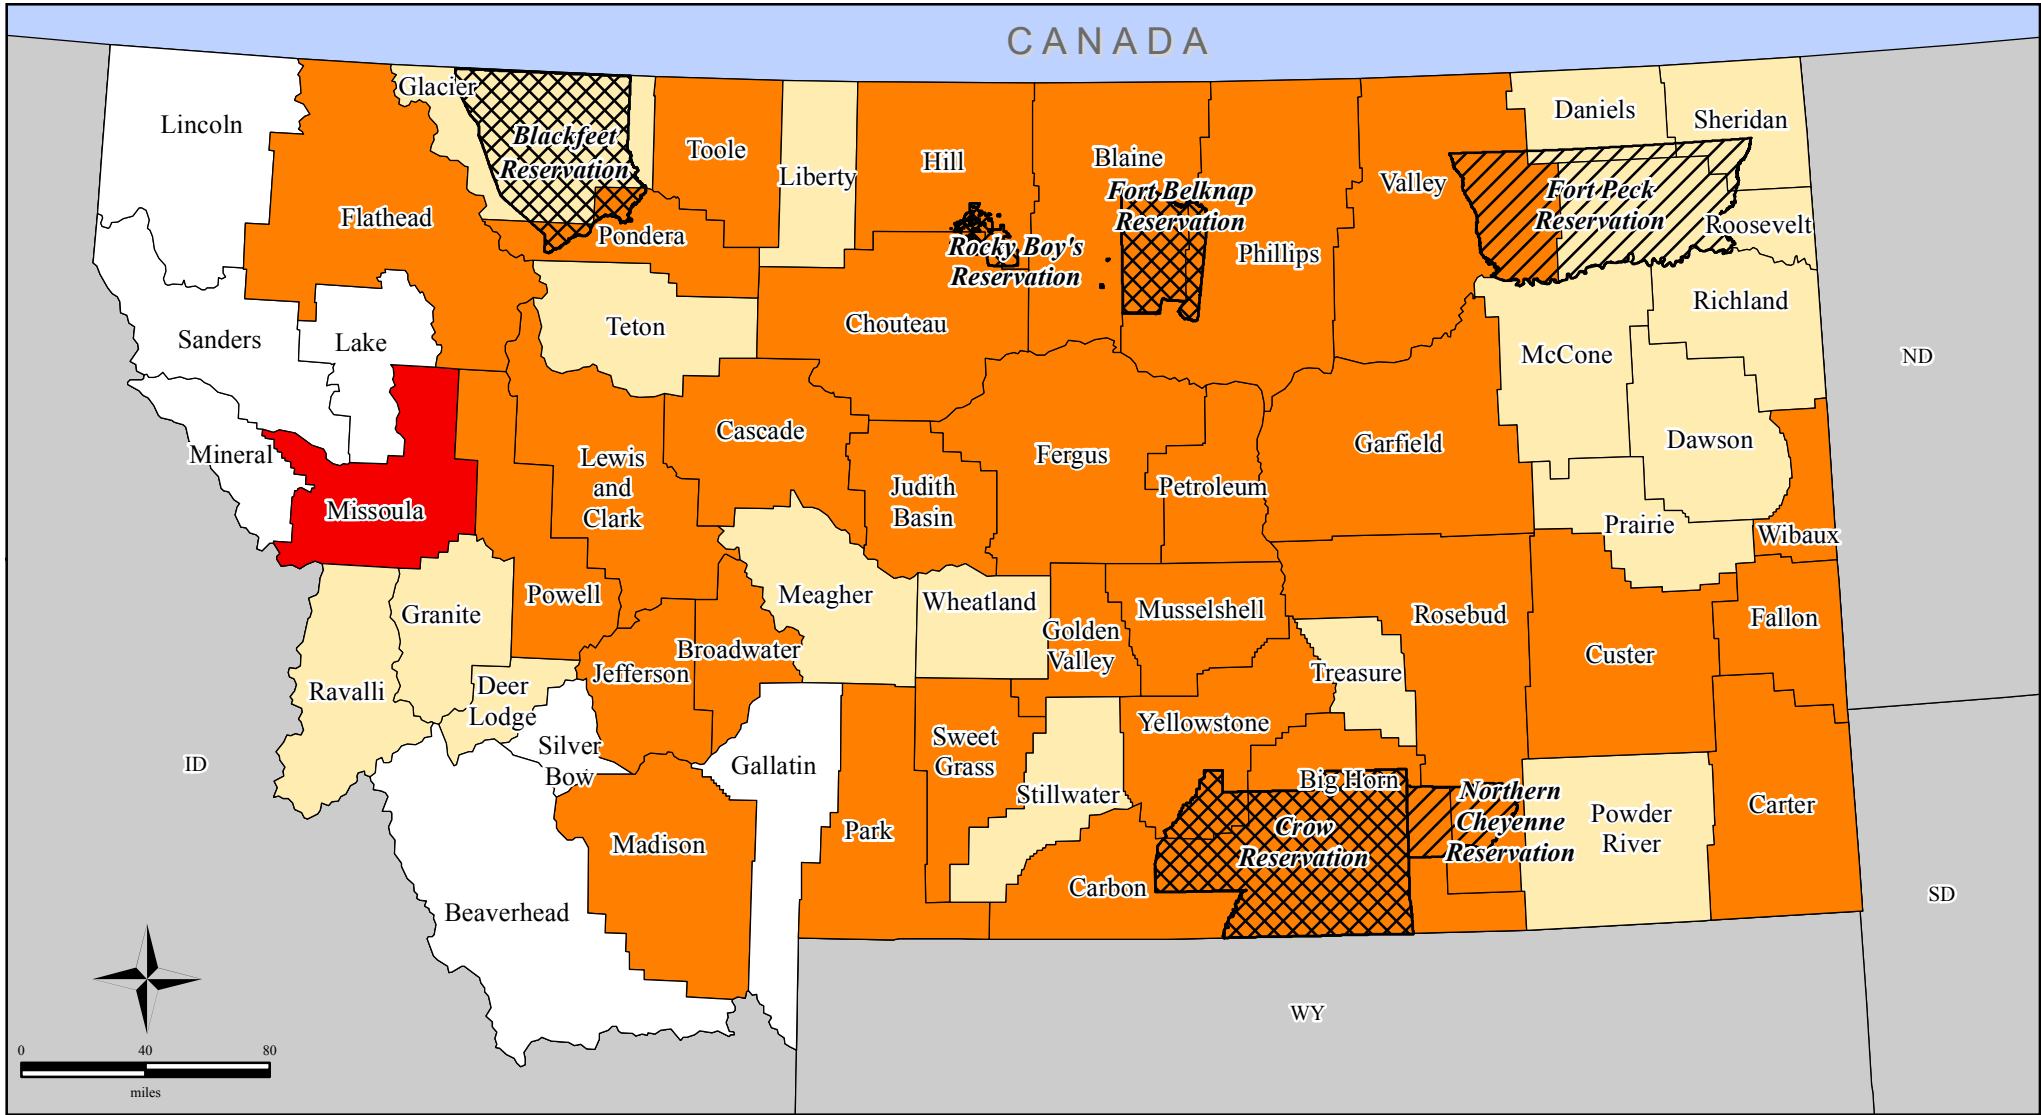 CANADA
Glacier
Lincoln
Daniels
Sheridan
Blackfeet
Reservation
Toole
Liberty
Hill
Blaine
Valley
Fort Peck
Reservation
Roosevelt
Flathead
Pondera
Fort Belknap
Reservation
Rocky Boy's
Reservation
Phillips
Richland
Sanders
Lake
Teton
Chouteau
McCone
ND
Mineral
Missoula
Lewis
and
Clark
Cascade
Judith
Basin
Fergus
Petroleum
Garfield
Dawson
Prairie
Wibaux
Granite
Powell
Meagher
Wheatland
Golden
Valley
Musselshell
Rosebud
Custer
Fallon
Ravalli
Deer
Lodge
Jefferson
Broadwater
Treasure
ID
Silver
Bow
Gallatin
Sweet
Grass
Yellowstone
Stillwater
Big Horn
Northern
Cheyenne
Reservation
Powder
River
Carter
Madison
Park
Crow
Reservation
Carbon
Beaverhead
SD
WY
0 40 80
miles